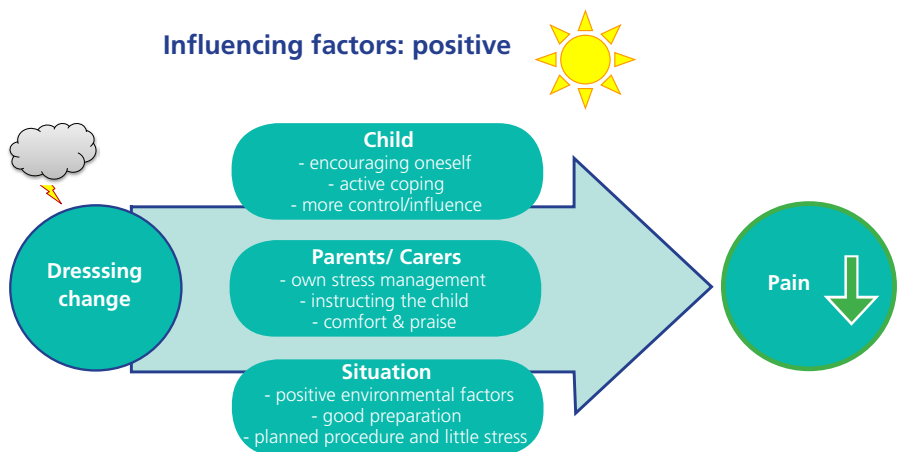 Influencing factors: positive
Child
- encouraging oneself
- active coping
- more control/influence
Dresssing
change
Parents/ Carers
- own stress management
- instructing the child
- comfort & praise
Pain
Situation
- positive environmental factors
- good preparation
- planned procedure and little stress